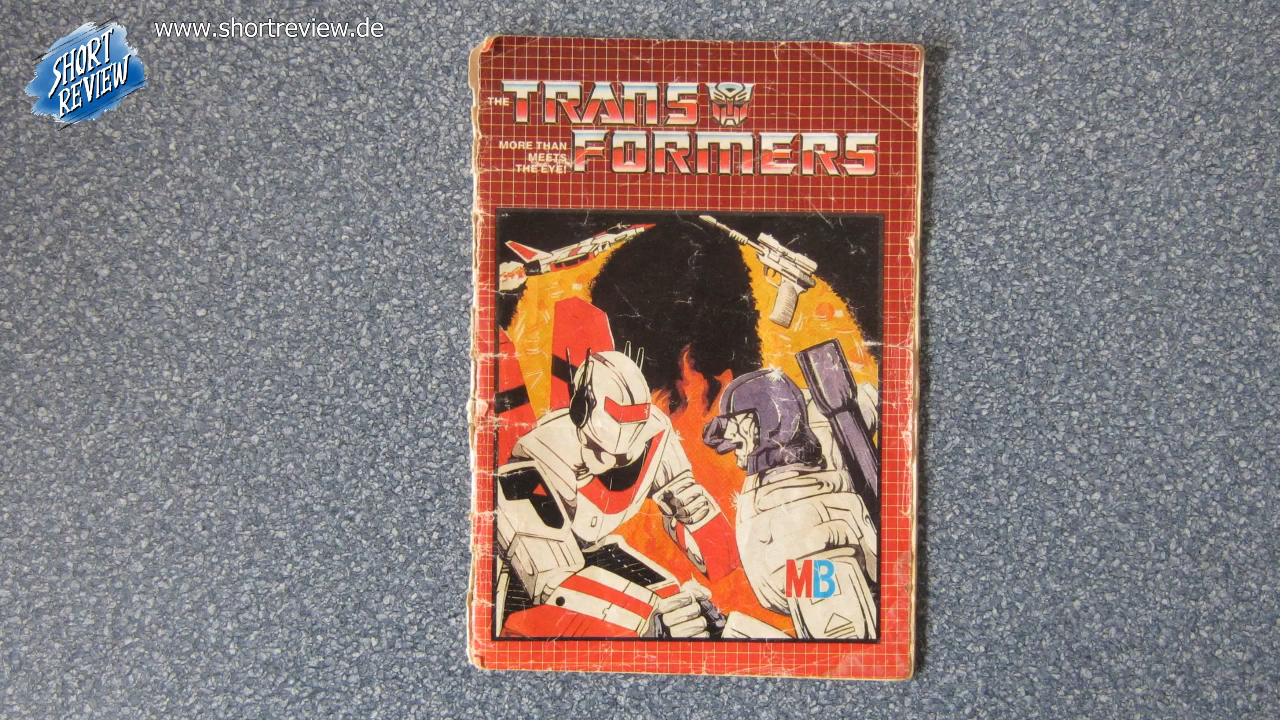 SHORT
REVIEW
www.shortreview.de
THE TRANS
FORMERS
MORE THAN
MEETS
THE EYE!
MB